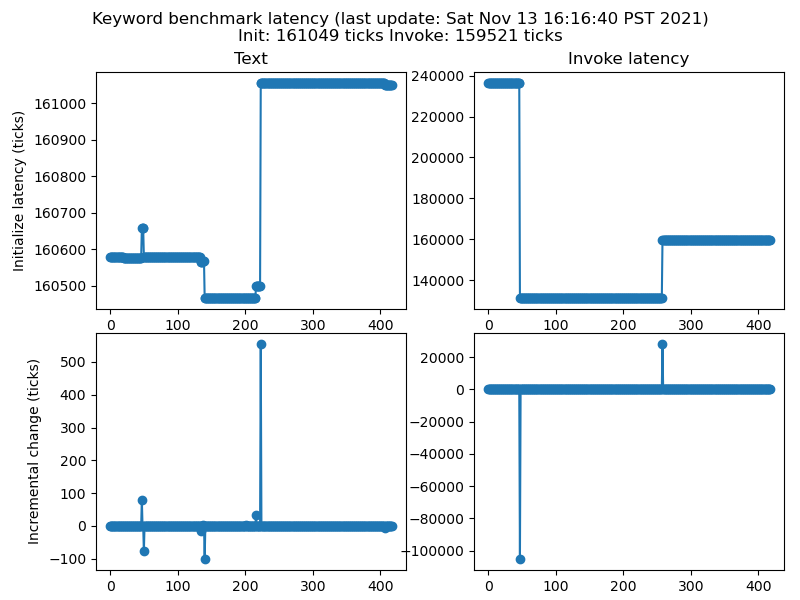 Keyword benchmark latency (last update: Sat Nov 13 16:16:40 PST 2021)
Init: 161049 ticks Invoke: 159521 ticks
Text
Invoke latency
Initialize latency (ticks)
161000
160900
160800
160700
160600
160500
0 100 200 300 400
240000
220000
200000
180000
160000
140000
0 100 200 300 400
Incremental change (ticks)
500
400
300
200
100
0
−100
0 100 200 300 400
20000
0
−20000
−40000
−60000
−80000
−100000
0 100 200 300 400